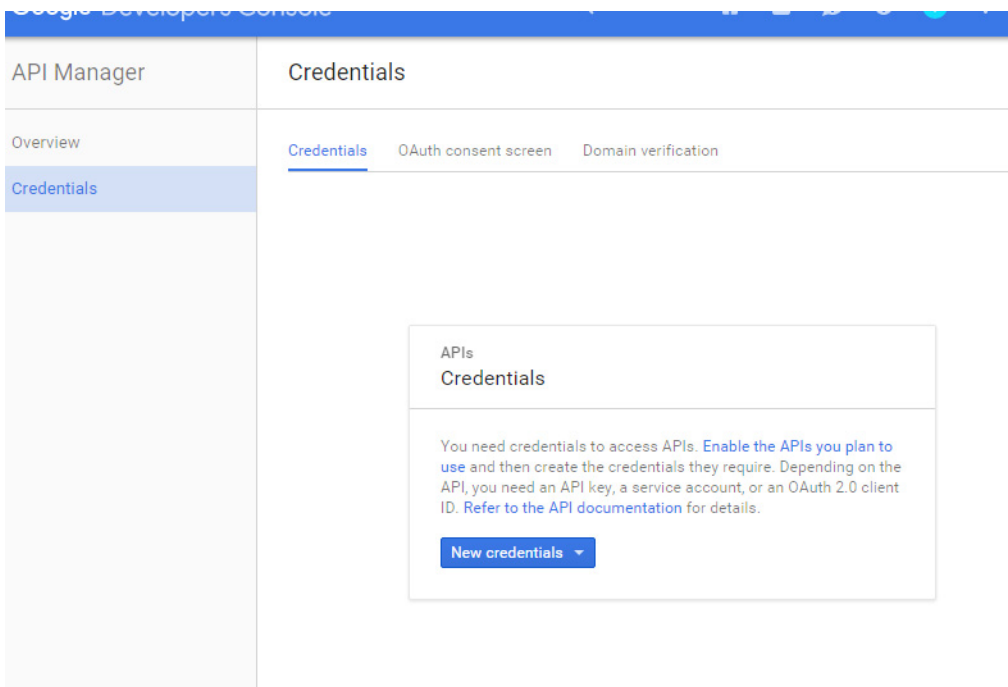 Google Developers Console
API Manager
Credentials
Overview
Credentials
Credentials
OAuth consent screen
Domain verification
APIs
Credentials
You need credentials to access APIs. Enable the APIs you plan to
use and then create the credentials they require. Depending on the
API, you need an API key, a service account, or an OAuth 2.0 client
ID. Refer to the API documentation for details.
New credentials